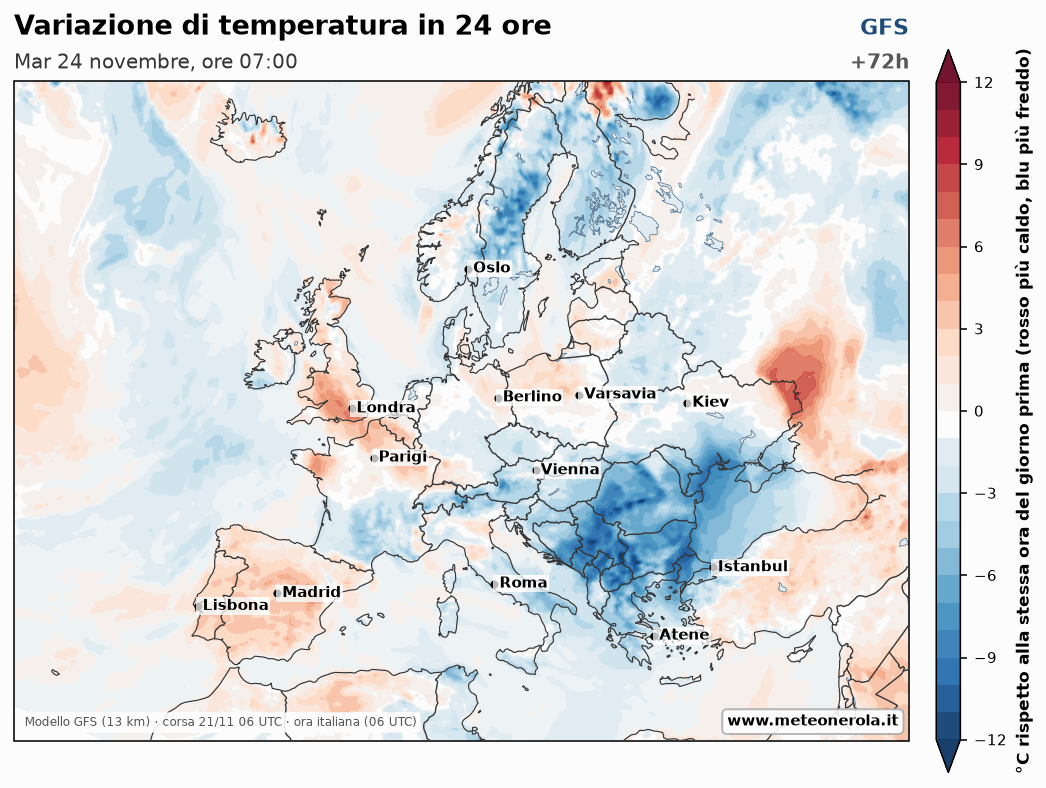 Variazione di temperatura in 24 ore
GFS
Mar 24 novembre, ore 07:00
+72h
12
9
6
3
0
−3
−6
−9
−12
°C rispetto alla stessa ora del giorno prima (rosso più caldo, blu più freddo)
Oslo
Berlino
Varsavia
Kiev
Londra
Parigi
Vienna
Istanbul
Roma
Madrid
Lisbona
Atene
Modello GFS (13 km) · corsa 21/11 06 UTC · ora italiana (06 UTC)
www.meteonerola.it